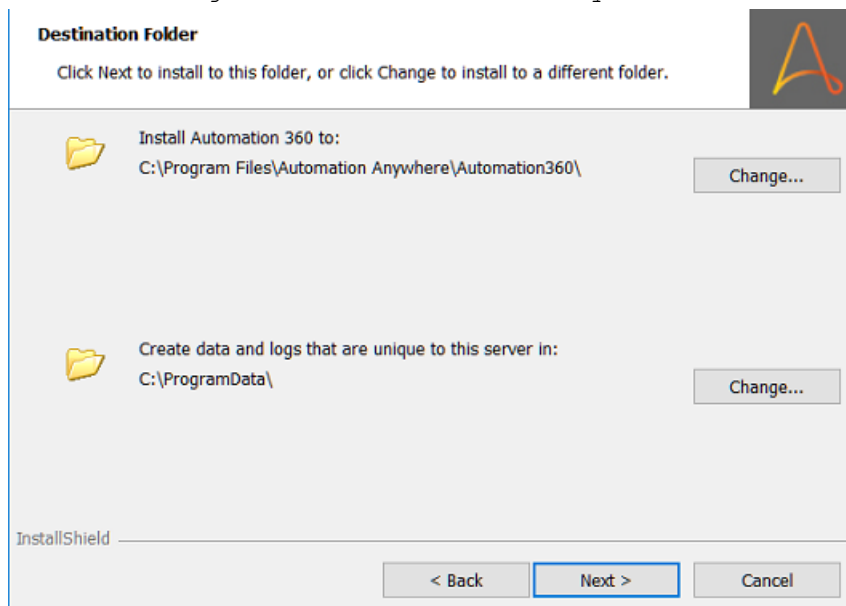 Destination Folder
Click Next to install to this folder, or click Change to install to a different folder.
Install Automation 360 to:
C:\Program Files\Automation Anywhere\Automation360\
Change...
Create data and logs that are unique to this server in:
C:\ProgramData\
Change...
InstallShield
< Back
Next >
Cancel